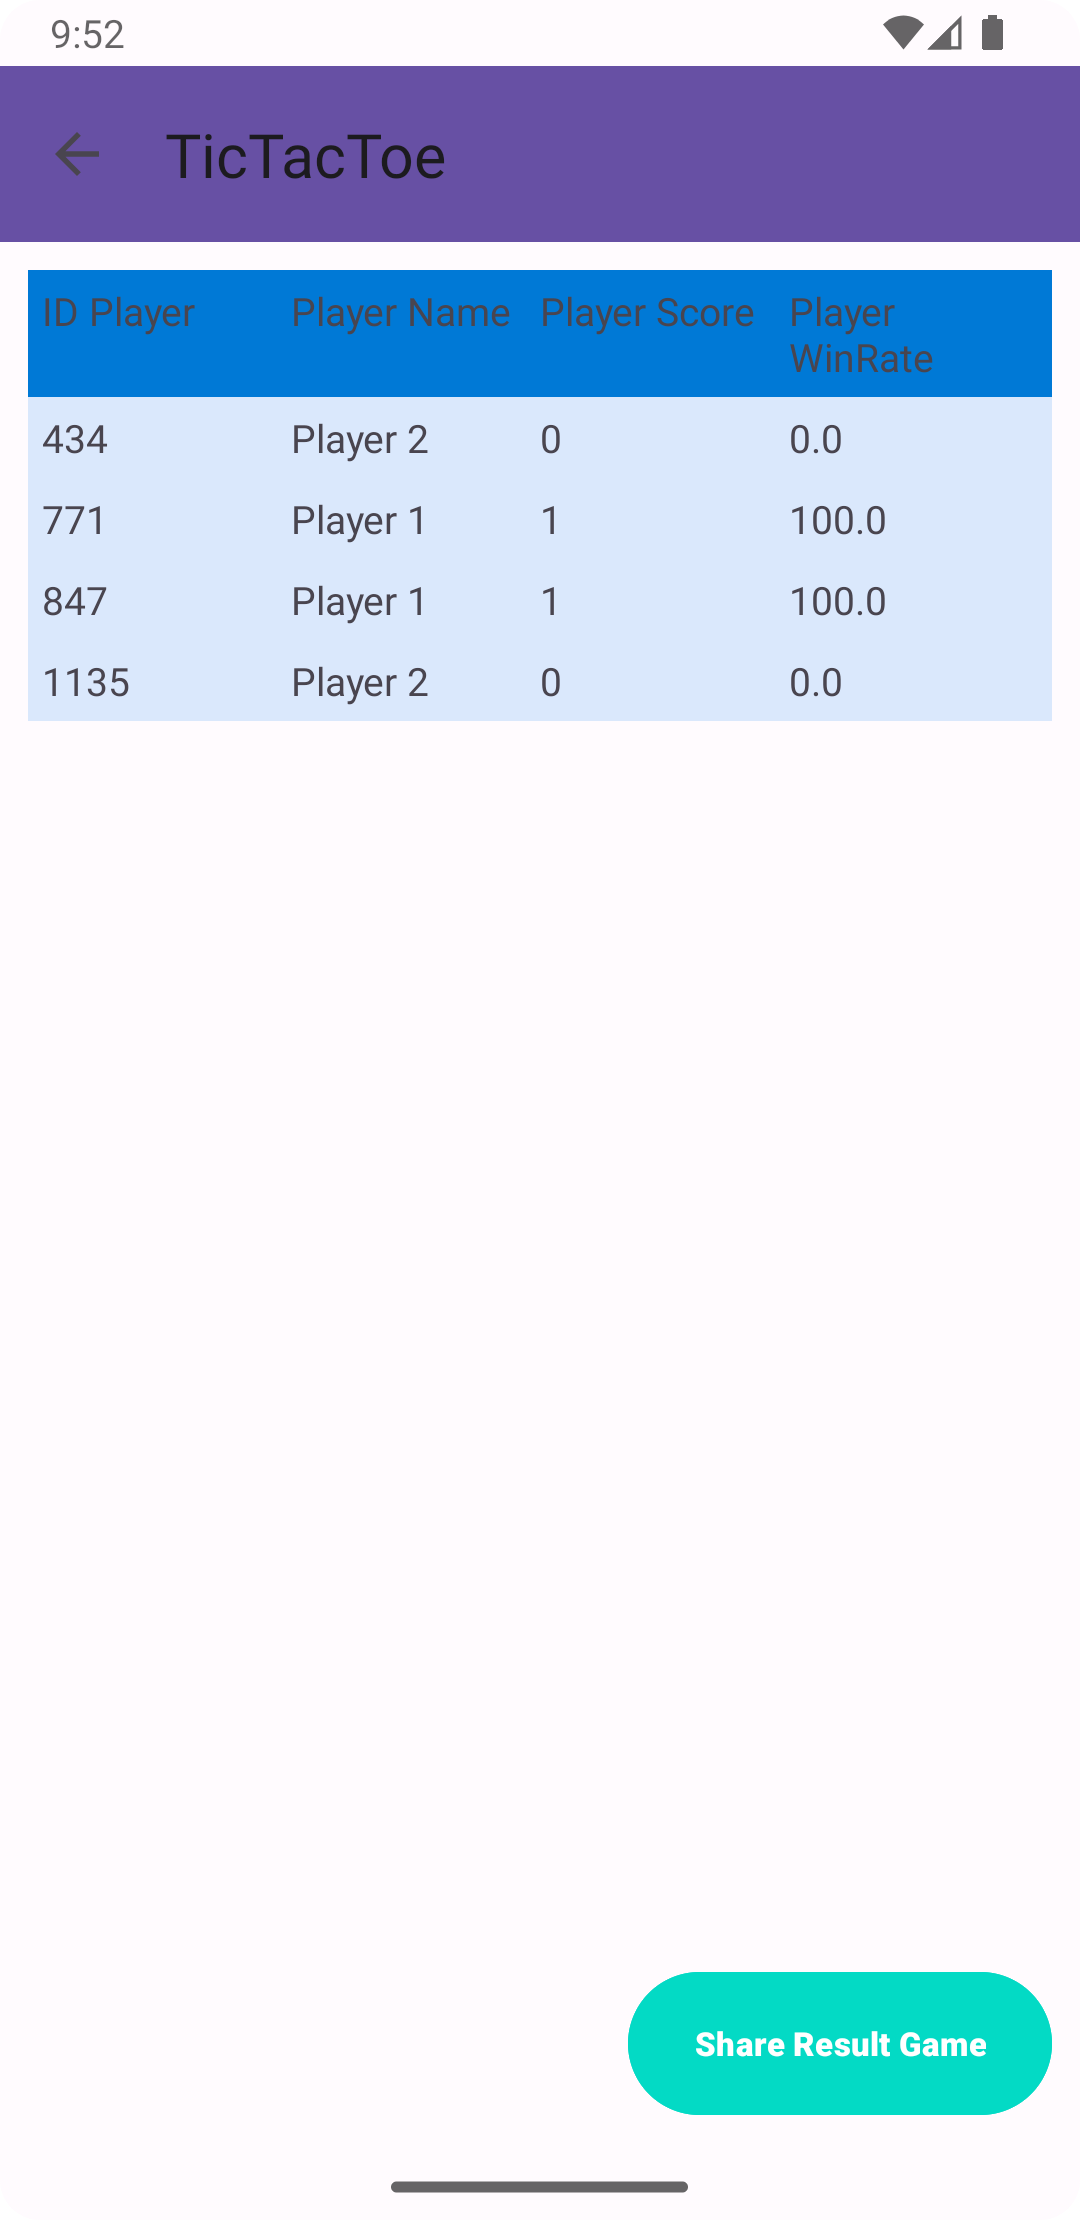 9:52
TicTacToe
ID Player Player Name Player Score Player WinRate
434 Player 2 0 0.0
771 Player 1 1 100.0
847 Player 1 1 100.0
1135 Player 2 0 0.0
Share Result Game